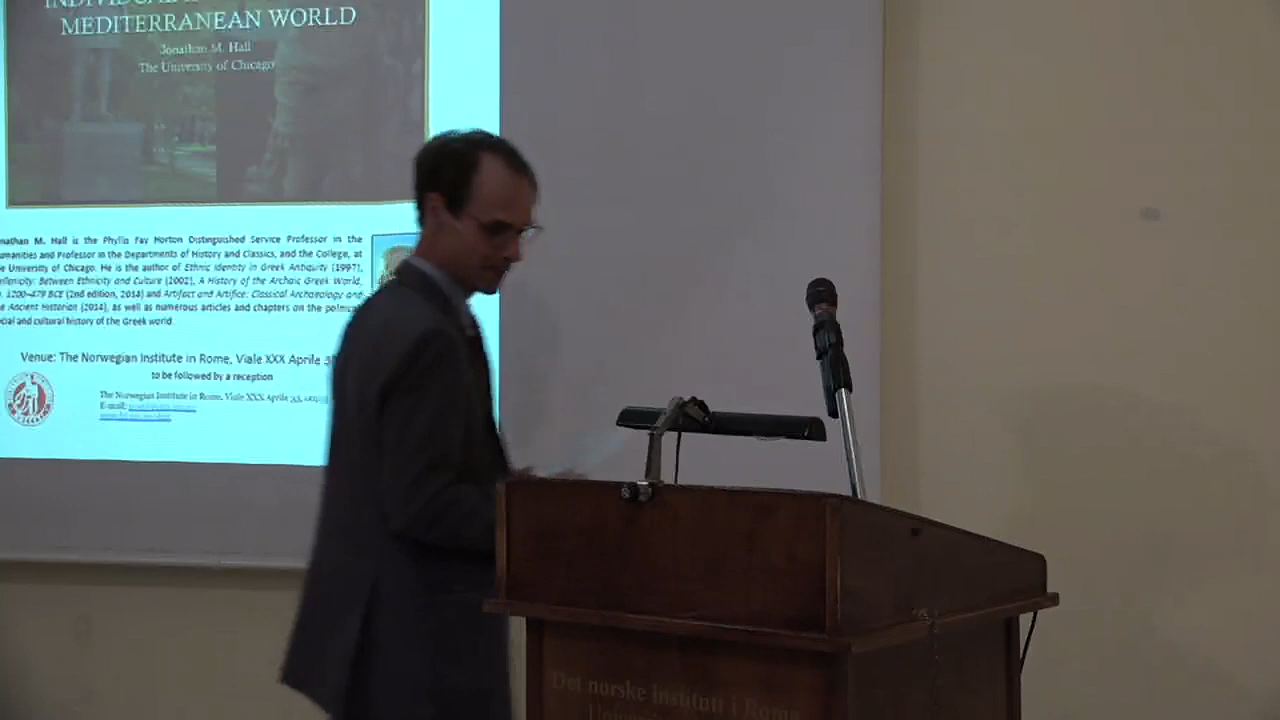 MEDITERRANEAN WORLD
Jonathan M. Hall
The University of Chicago
nathan M. Hall is the Phyllis Fay Horton Distinguished Service Professor in the
umanities and Professor in the Departments of History and Classics, and the College, at
e University of Chicago. He is the author of Ethnic Identity in Greek Antiquity (1997),
ellenicity: Between Ethnicity and Culture (2002), A History of the Archaic Greek World,
. 1200–479 BCE (2nd edition, 2014) and Artifact and Artifice: Classical Archaeology and
e Ancient Historian (2014), as well as numerous articles and chapters on the political
cial and cultural history of the Greek world.
Venue: The Norwegian Institute in Rome, Viale XXX Aprile
to be followed by a reception
The Norwegian Institute in Rome, Viale XXX Aprile 33,
E-mail:
Det norske institutt i Roma